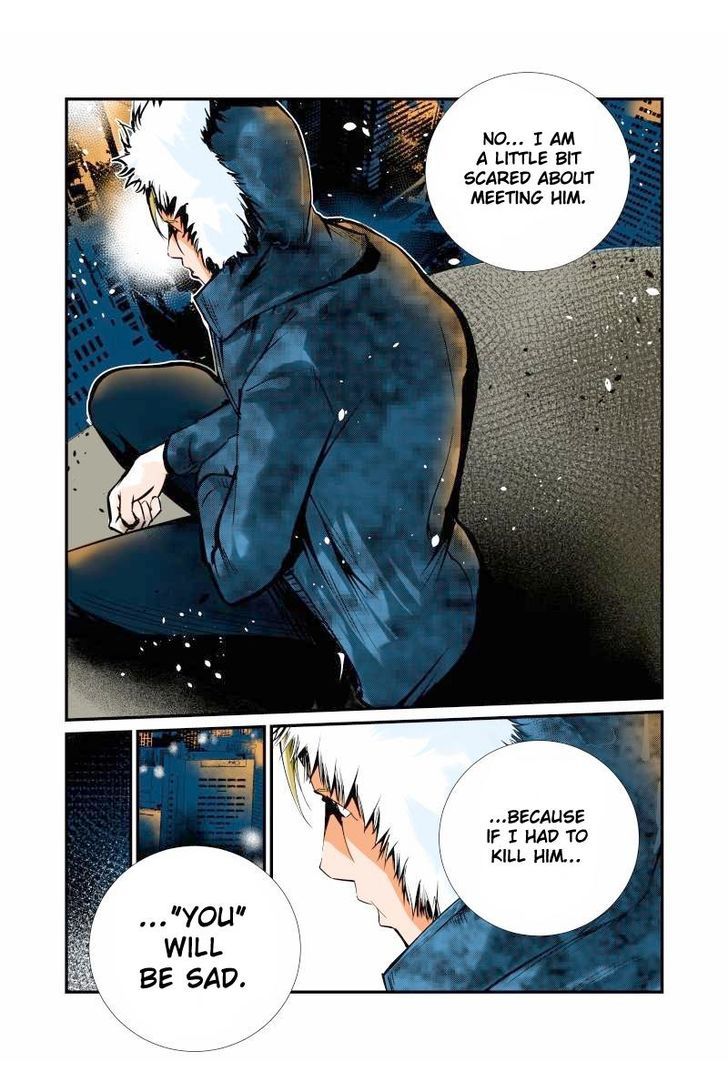 NO... I AM
A LITTLE BIT
SCARED ABOUT
MEETING HIM.
...BECAUSE
IF I HAD TO
KILL HIM...
..."YOU"
WILL
BE SAD.